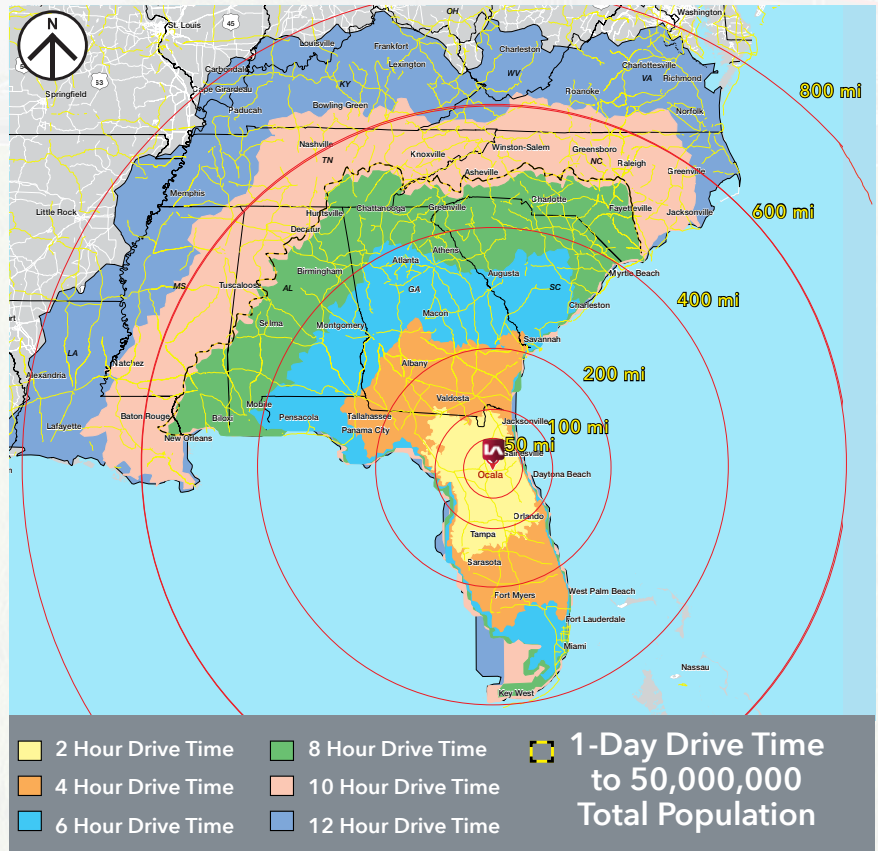 N
OH
Washington
St. Louis
45
Louisville
Frankfort
Charleston
Carbondale
Lexington
WV
Charlottesville
VA
Richmond
53
Springfield
Cape Girardeau
KY
Roanoke
800 mi
Paducah
Bowling Green
Norfolk
Nashville
Winston-Salem
Greensboro
TN
Knoxville
NC
Raleigh
Asheville
Greenville
Memphis
Little Rock
Huntsville
Chattanooga
Greenville
Charlotte
Fayetteville
Jacksonville
600 mi
Decatur
Athens
Birmingham
Atlanta
Augusta
Myrtle Beach
MS
Tuscaloosa
AL
GA
SC
400 mi
Macon
Charleston
Selma
Montgomery
Savannah
LA
Natchez
Albany
200 mi
Alexandria
Valdosta
Mobile
Baton Rouge
Biloxi
Pensacola
Tallahassee
Jacksonville
100 mi
Lafayette
Panama City
New Orleans
50 mi
Gainesville
Ocala
Daytona Beach
Orlando
Tampa
Sarasota
Fort Myers
West Palm Beach
Fort Lauderdale
Miami
Nassau
Key West
2 Hour Drive Time
4 Hour Drive Time
6 Hour Drive Time
8 Hour Drive Time
10 Hour Drive Time
12 Hour Drive Time
1-Day Drive Time
to 50,000,000
Total Population